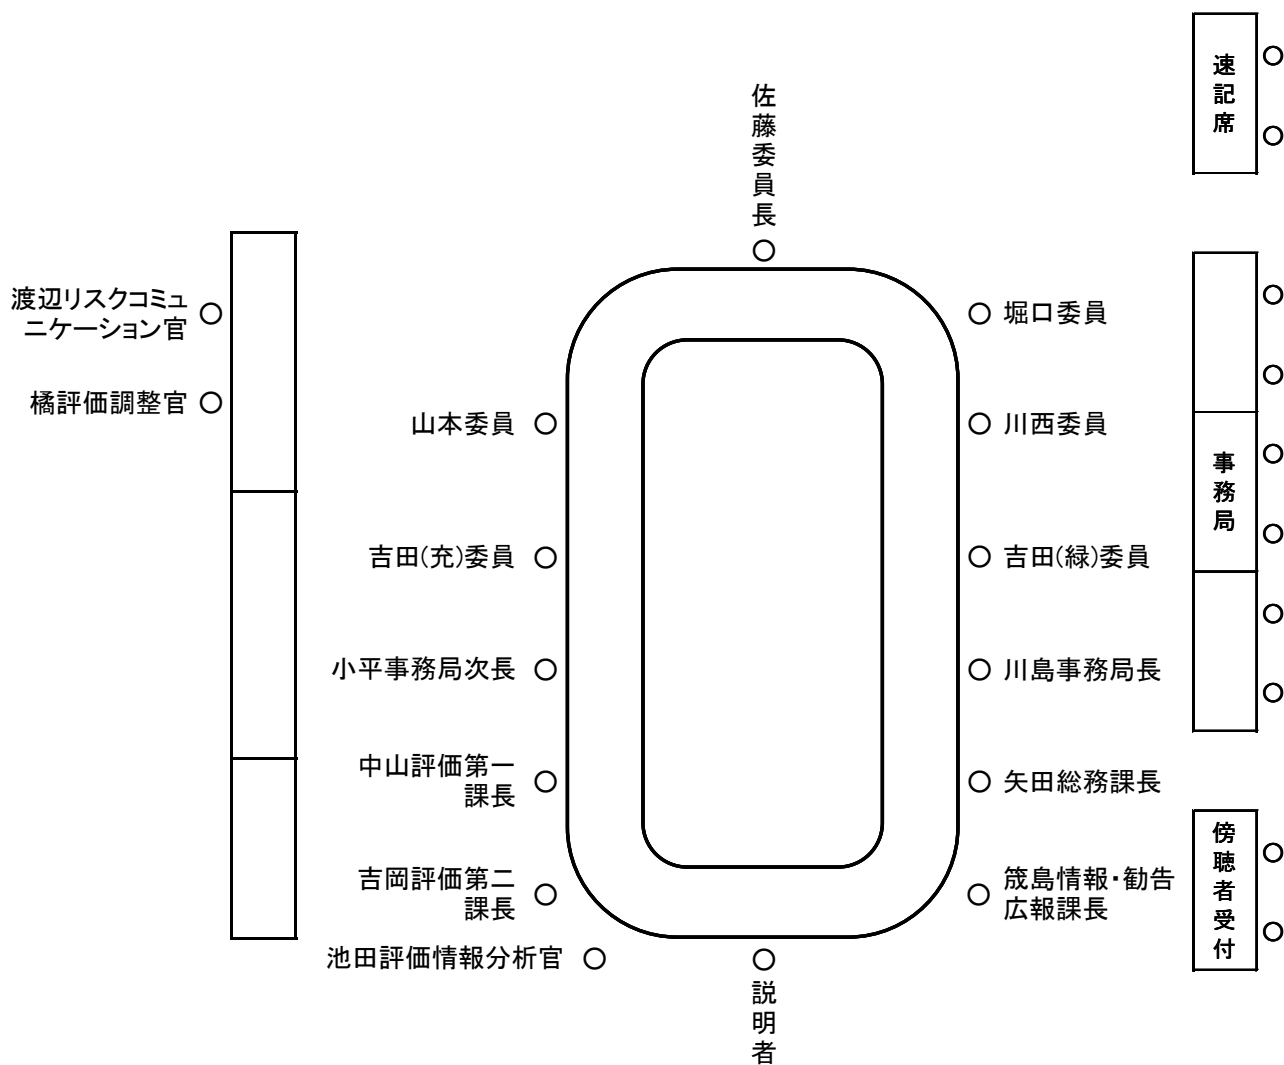 速記席
佐藤委員長
渡辺リスクコミュ
ニケーション官
堀口委員
橘評価調整官
山本委員
川西委員
事務局
吉田(充)委員
吉田(緑)委員
小平事務局次長
川島事務局長
中山評価第一
課長
矢田総務課長
傍聴者受付
吉岡評価第二
課長
筬島情報・勧告
広報課長
池田評価情報分析官
説明者